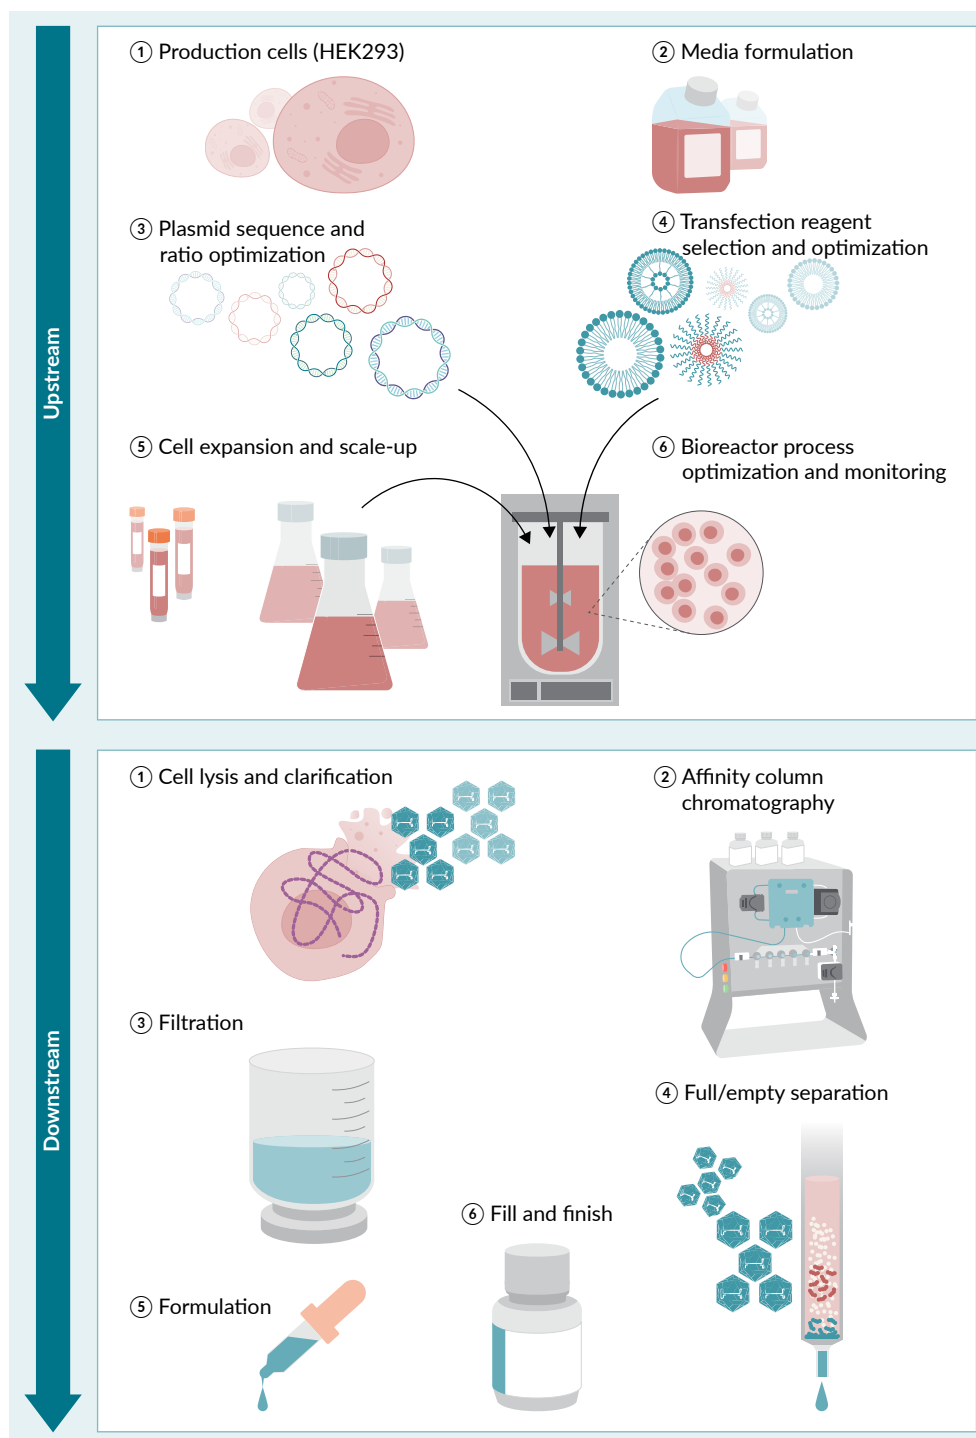 Upstream
① Production cells (HEK293)
② Media formulation
③ Plasmid sequence and
ratio optimization
④ Transfection reagent
selection and optimization
⑤ Cell expansion and scale-up
⑥ Bioreactor process
optimization and monitoring
Downstream
① Cell lysis and clarification
② Affinity column
chromatography
③ Filtration
④ Full/empty separation
⑤ Formulation
⑥ Fill and finish